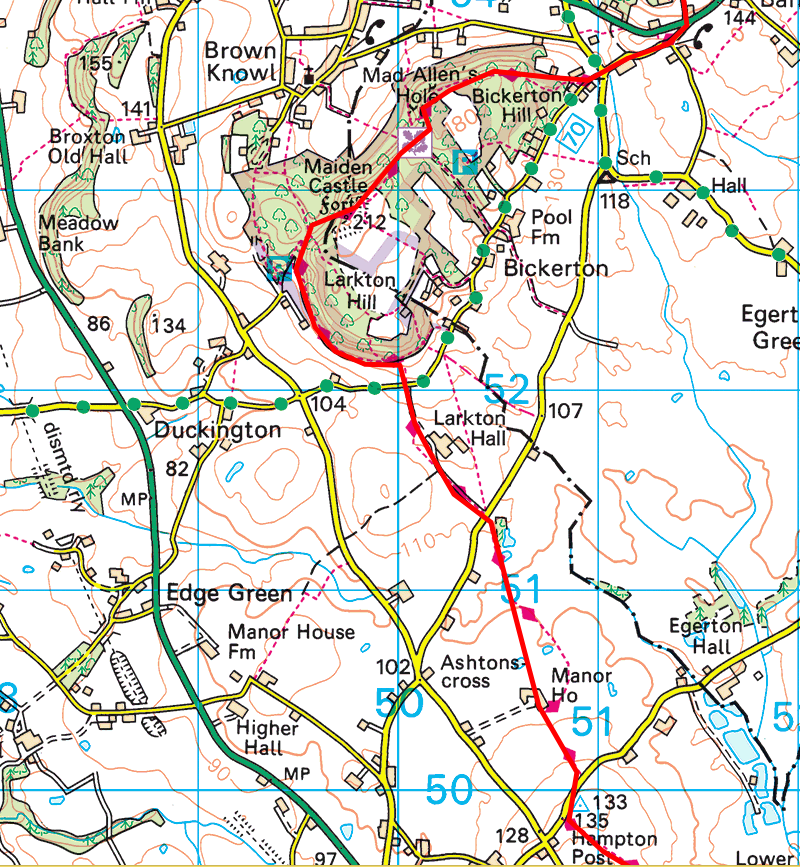 144
Brown
Knowl
155
Mad Allen's
Hole
Bickerton
Hill
80
141
Broxton
Old Hall
70
P
Sch
Maiden
Castle
fort
130
118
Hall
212
Meadow
Bank
Pool
Fm
P
Bickerton
Larkton
Hill
86
134
Egert
Gree
52
104
107
Larkton
Hall
Duckington
dismtd rly
82
MP
110
Edge Green
51
Egerton
Hall
Manor House
Fm
102
Ashtons-
cross
Manor
Ho
50
51
Higher
Hall
90
MP
50
133
135
128
Hampton
Post
97
Lower